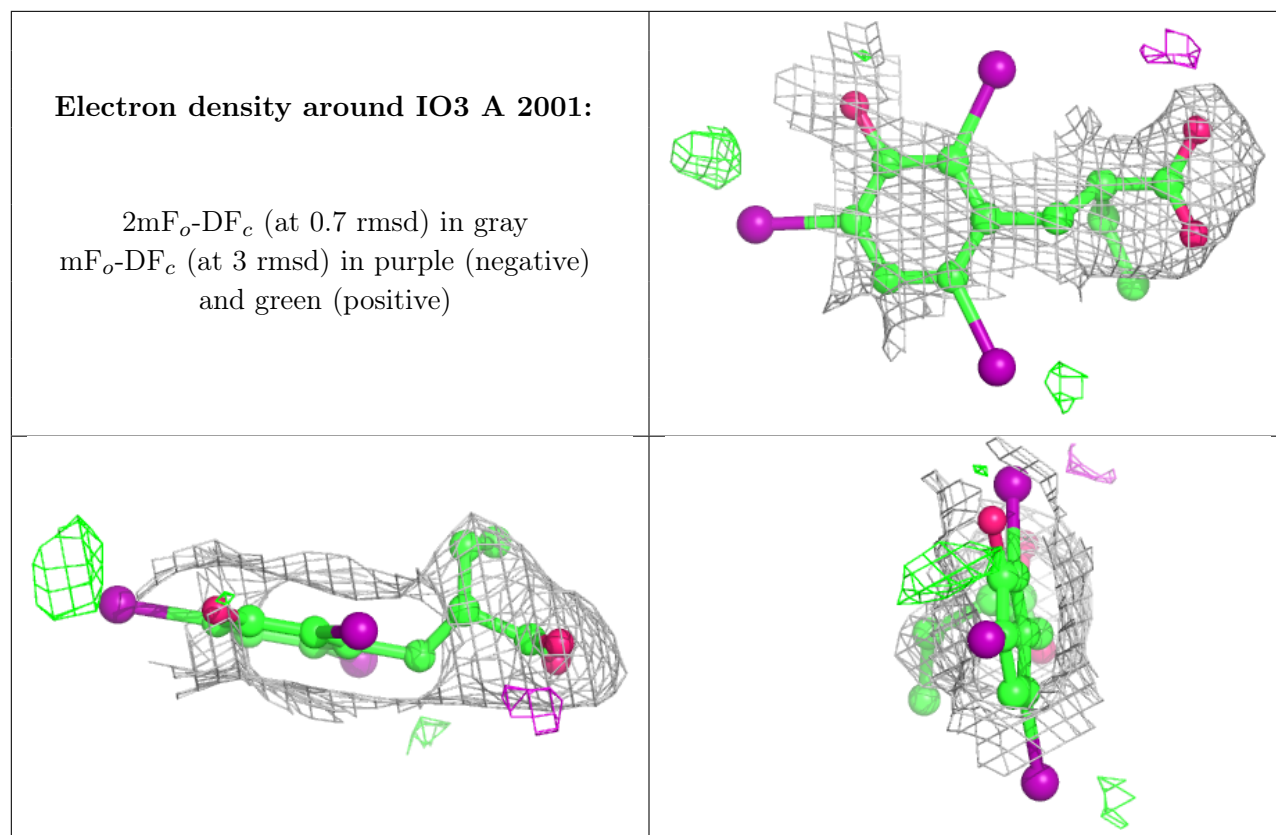 Electron density around IO3 A 2001:
2mFo-DFc (at 0.7 rmsd) in gray
mFo-DFc (at 3 rmsd) in purple (negative)
and green (positive)